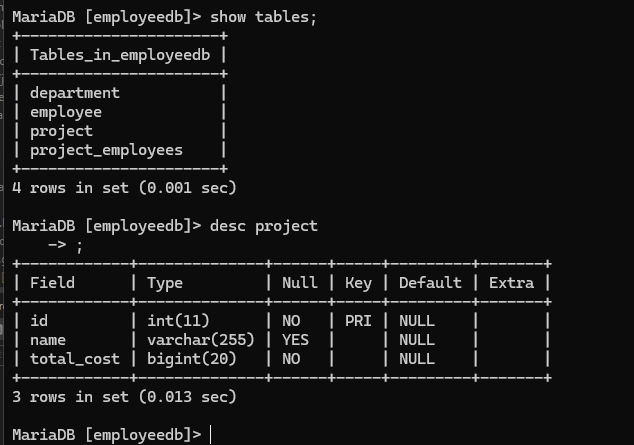 MariaDB [employeedb]> show tables;
+----------------------+
| Tables_in_employeedb |
+----------------------+
| department           |
| employee             |
| project              |
| project_employees    |
+----------------------+
4 rows in set (0.001 sec)

MariaDB [employeedb]> desc project
    -> ;
+------------+--------------+------+-----+---------+-------+
| Field      | Type         | Null | Key | Default | Extra |
+------------+--------------+------+-----+---------+-------+
| id         | int(11)      | NO   | PRI | NULL    |       |
| name       | varchar(255) | YES  |     | NULL    |       |
| total_cost | bigint(20)   | NO   |     | NULL    |       |
+------------+--------------+------+-----+---------+-------+
3 rows in set (0.013 sec)

MariaDB [employeedb]>